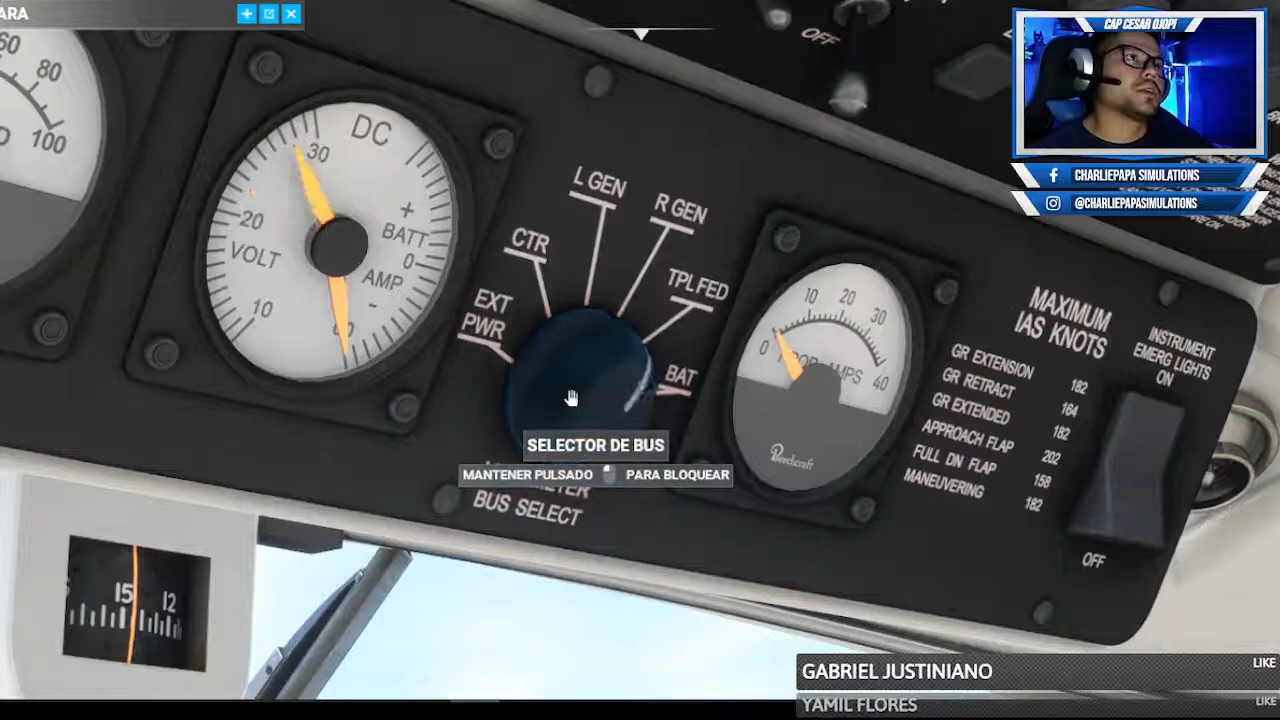 ARA
60
80
100
D
DC
30
20
VOLT
10
+
BATT
0
AMP
-
60
L GEN
R GEN
CTR
TPL FED
EXT
PWR
BAT
SELECTOR DE BUS
MANTENER PULSADO PARA BLOQUEAR
BUS SELECT
OFF
0 10 20 30 40
AMPS
Beechcraft
MAXIMUM
IAS KNOTS
GR EXTENSION 182
GR RETRACT 164
GR EXTENDED 182
APPROACH FLAP 202
FULL DN FLAP 158
MANEUVERING 182
INSTRUMENT
EMERG LIGHTS
ON
OFF
15 12
CAP CESAR OJOPI
CHARLIEPAPA SIMULATIONS
@CHARLIEPAPASIMULATIONS
GABRIEL JUSTINIANO LIKE
YAMIL FLORES LIKE